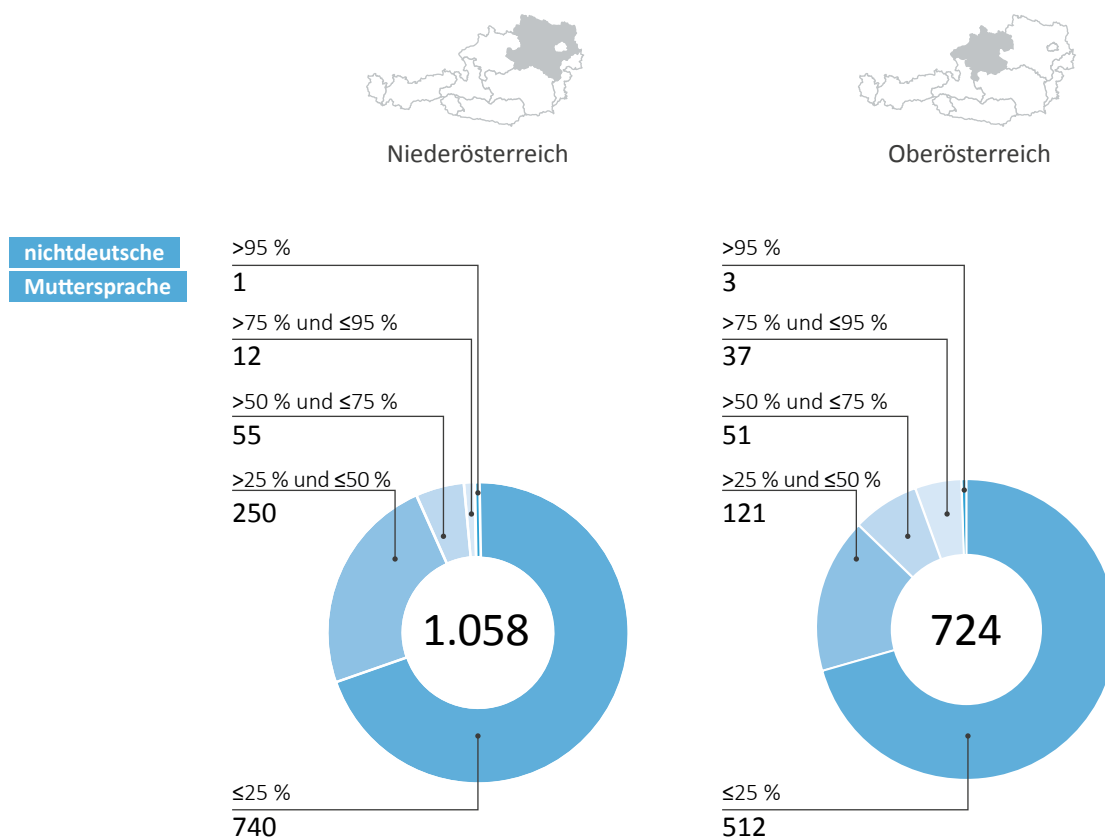 Niederösterreich
Oberösterreich
nichtdeutsche
Muttersprache
>95 %
1
>75 % und ≤95 %
12
>50 % und ≤75 %
55
>25 % und ≤50 %
250
1.058
≤25 %
740
>95 %
3
>75 % und ≤95 %
37
>50 % und ≤75 %
51
>25 % und ≤50 %
121
724
≤25 %
512